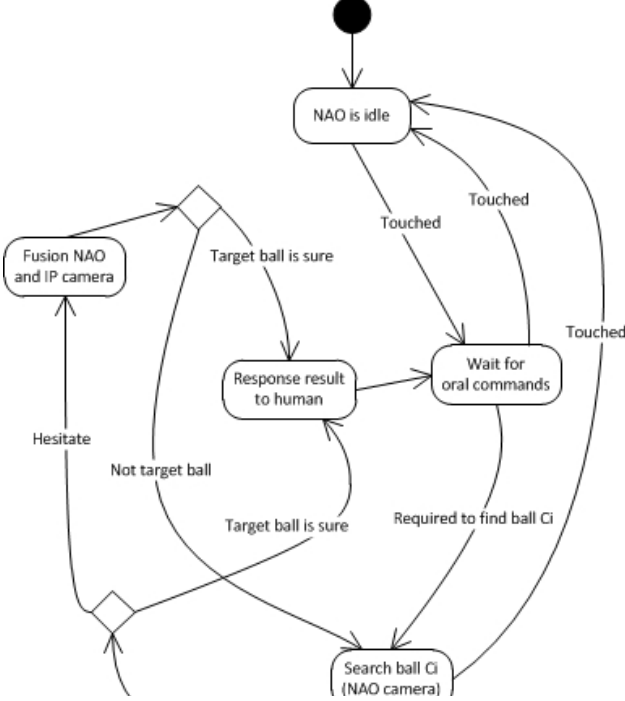 NAO is idle
Touched
Touched
Fusion NAO
and IP camera
Target ball is sure
Touched
Wait for
oral commands
Response result
to human
Hesitate
Not target ball
Required to find ball Ci
Target ball is sure
Search ball Ci
(NAO camera)